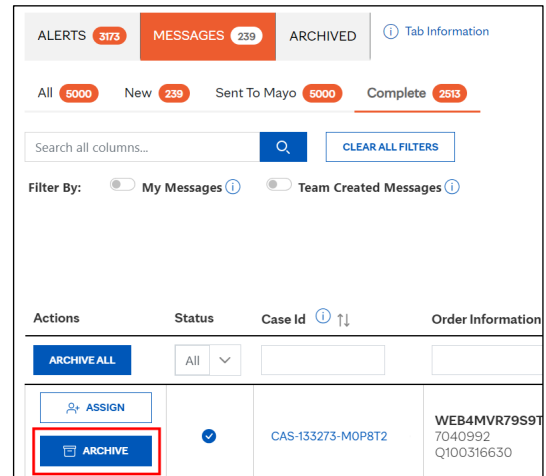 ALERTS 3173 MESSAGES 239 ARCHIVED Tab Information
All 5000 New 239 Sent To Mayo 5000 Complete 2513
Search all columns... CLEAR ALL FILTERS
Filter By: My Messages Team Created Messages
Actions Status Case Id Order Information
ARCHIVE ALL All
ASSIGN
ARCHIVE CAS-133273-M0P8T2 WEB4MVR79S9T
7040992
Q100316630